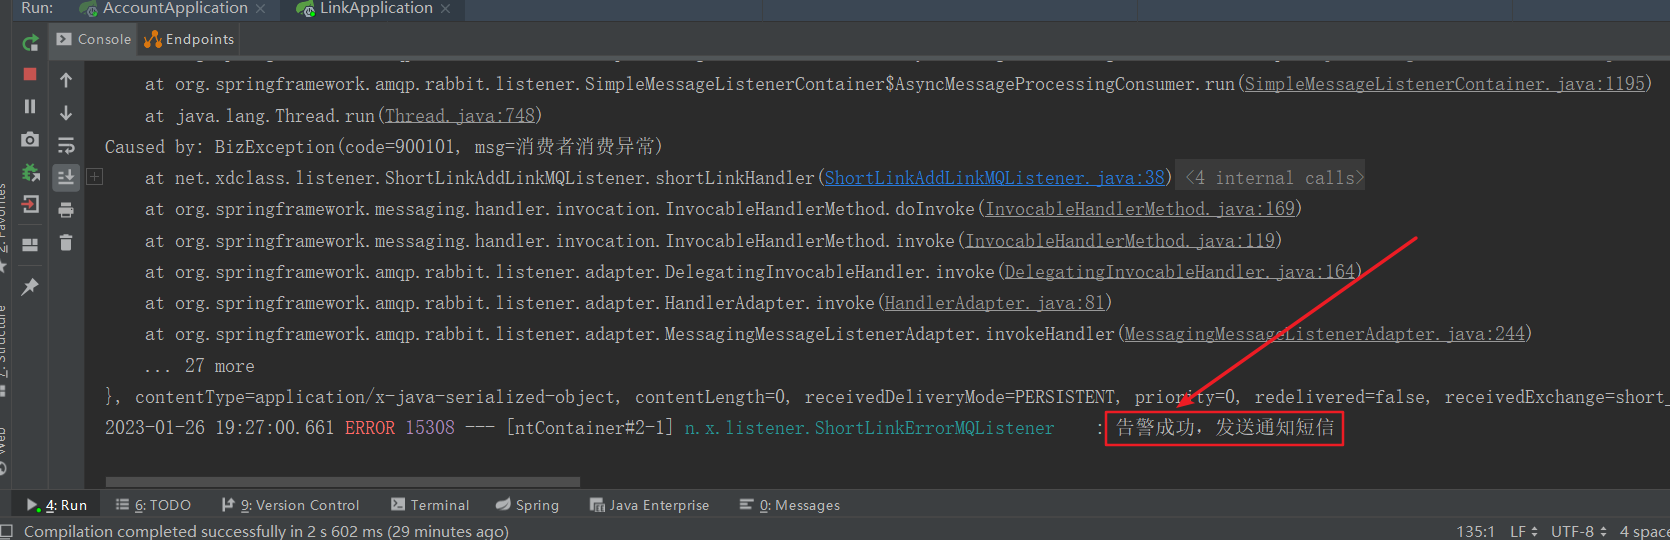 Run: AccountApplication × LinkApplication ×
Console Endpoints
at org.springframework.amqp.rabbit.listener.SimpleMessageListenerContainer$AsyncMessageProcessingConsumer.run(SimpleMessageListenerContainer.java:1195)
at java.lang.Thread.run(Thread.java:748)
Caused by: BizException(code=900101, msg=消费者消费异常)
at net.xdclass.listener.ShortLinkAddLinkMQListener.shortLinkHandler(ShortLinkAddLinkMQListener.java:38) <4 internal calls>
at org.springframework.messaging.handler.invocation.InvocableHandlerMethod.doInvoke(InvocableHandlerMethod.java:169)
at org.springframework.messaging.handler.invocation.InvocableHandlerMethod.invoke(InvocableHandlerMethod.java:119)
at org.springframework.amqp.rabbit.listener.adapter.DelegatingInvocableHandler.invoke(DelegatingInvocableHandler.java:164)
at org.springframework.amqp.rabbit.listener.adapter.HandlerAdapter.invoke(HandlerAdapter.java:81)
at org.springframework.amqp.rabbit.listener.adapter.MessagingMessageListenerAdapter.invokeHandler(MessagingMessageListenerAdapter.java:244)
... 27 more
}, contentType=application/x-java-serialized-object, contentLength=0, receivedDeliveryMode=PERSISTENT, priority=0, redelivered=false, receivedExchange=short_
2023-01-26 19:27:00.661 ERROR 15308 --- [ntContainer#2-1] n.x.listener.ShortLinkErrorMQListener : 告警成功，发送通知短信
2: Favorites
7: Structure
Web
4: Run 6: TODO 9: Version Control Terminal Spring Java Enterprise 0: Messages
Compilation completed successfully in 2 s 602 ms (29 minutes ago) 135:1 LF UTF-8 4 space